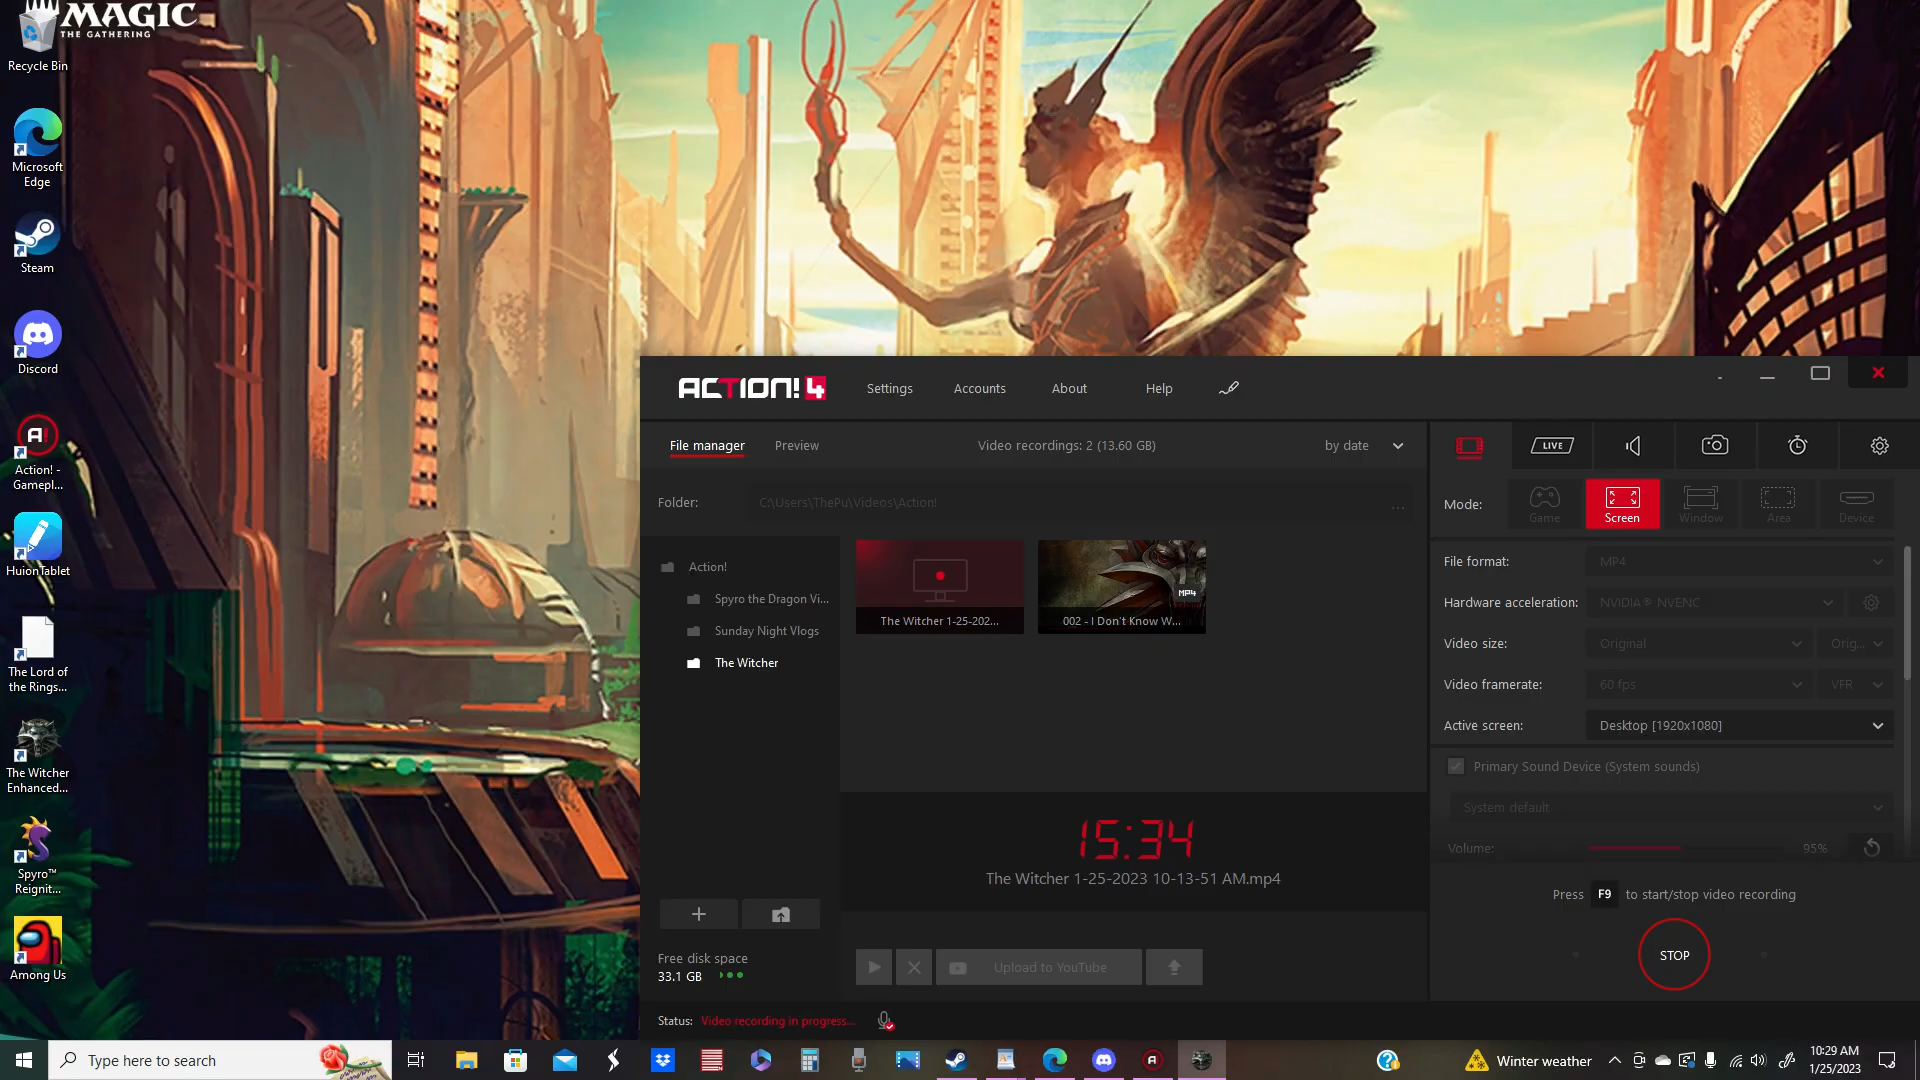 MAGIC
THE GATHERING
Recycle Bin
Microsoft
Edge
Steam
Discord
A!
Action! -
Gamepl...
HuionTablet
The Lord of
the Rings...
The Witcher
Enhanced...
Spyro™
Reignit...
Among Us
ACTION! 4
Settings
Accounts
About
Help
File manager
Preview
Video recordings: 2 (13.60 GB)
by date
LIVE
Folder:
C:\Users\ThePu\Videos\Action!
...
Mode:
Game
Screen
Window
Area
Device
Action!
Spyro the Dragon Vi...
Sunday Night Vlogs
The Witcher
The Witcher 1-25-202...
MP4
002 - I Don't Know W...
File format:
MP4
Hardware acceleration:
NVIDIA® NVENC
Video size:
Original
Orig...
Video framerate:
60 fps
VFR
Active screen:
Desktop [1920x1080]
Primary Sound Device (System sounds)
System default
Volume:
95%
15:34
The Witcher 1-25-2023 10-13-51 AM.mp4
Press F9 to start/stop video recording
STOP
Free disk space
33.1 GB
Upload to YouTube
Status: Video recording in progress...
Type here to search
Winter weather
10:29 AM
1/25/2023